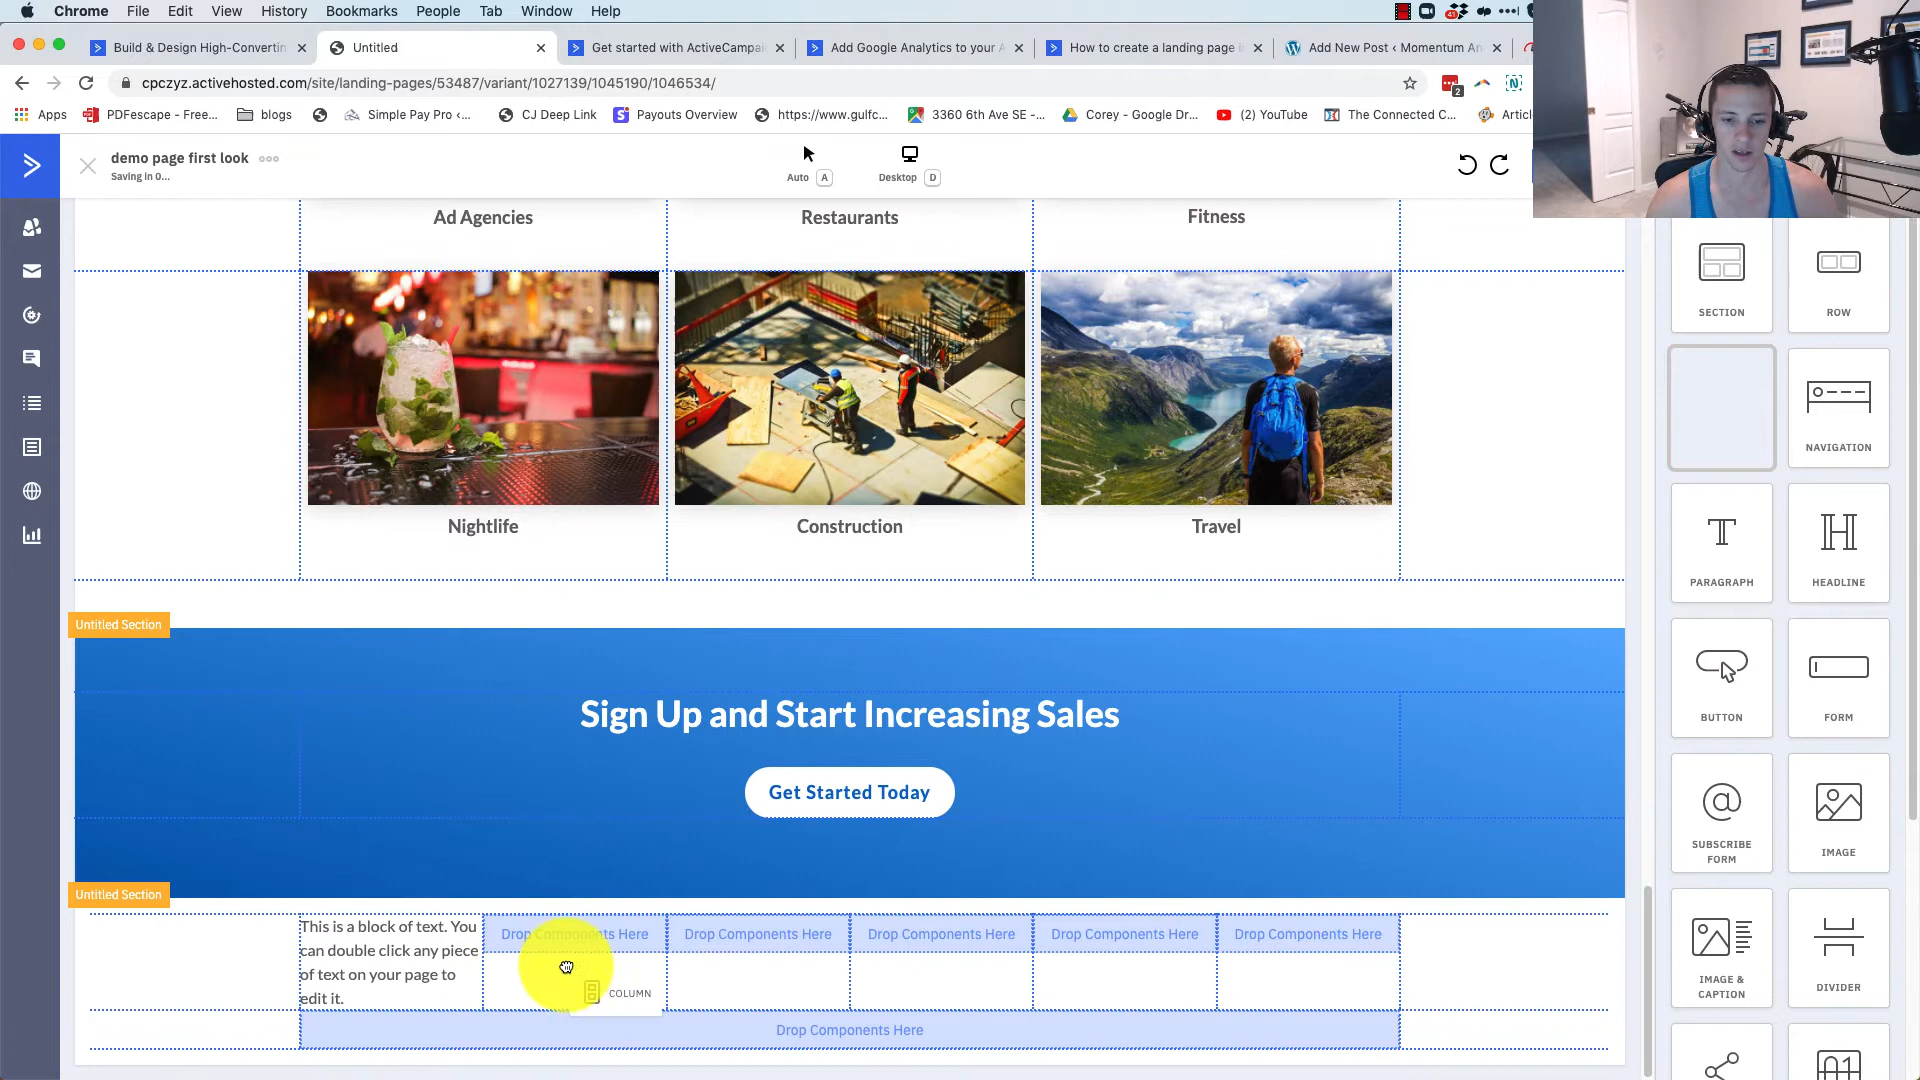 Chrome File Edit View History Bookmarks People Tab Window Help
41
Build & Design High-Convertin
Untitled
Get started with ActiveCampai
Add Google Analytics to your A
How to create a landing page i
Add New Post ‹ Momentum An
cpczyz.activehosted.com/site/landing-pages/53487/variant/1027139/1045190/1046534/
2
Apps
PDFescape - Free...
blogs
Simple Pay Pro ‹...
CJ Deep Link
Payouts Overview
https://www.gulfc...
3360 6th Ave SE -...
Corey - Google Dr...
(2) YouTube
The Connected C...
Articl
demo page first look
Saving in 0...
Auto A
Desktop D
Ad Agencies
Restaurants
Fitness
SECTION
ROW
NAVIGATION
Nightlife
Construction
Travel
PARAGRAPH
HEADLINE
Untitled Section
Sign Up and Start Increasing Sales
BUTTON
FORM
Get Started Today
SUBSCRIBE
FORM
IMAGE
Untitled Section
This is a block of text. You
can double click any piece
of text on your page to
edit it.
Drop Components Here
Drop Components Here
Drop Components Here
Drop Components Here
Drop Components Here
COLUMN
Drop Components Here
IMAGE &
CAPTION
DIVIDER